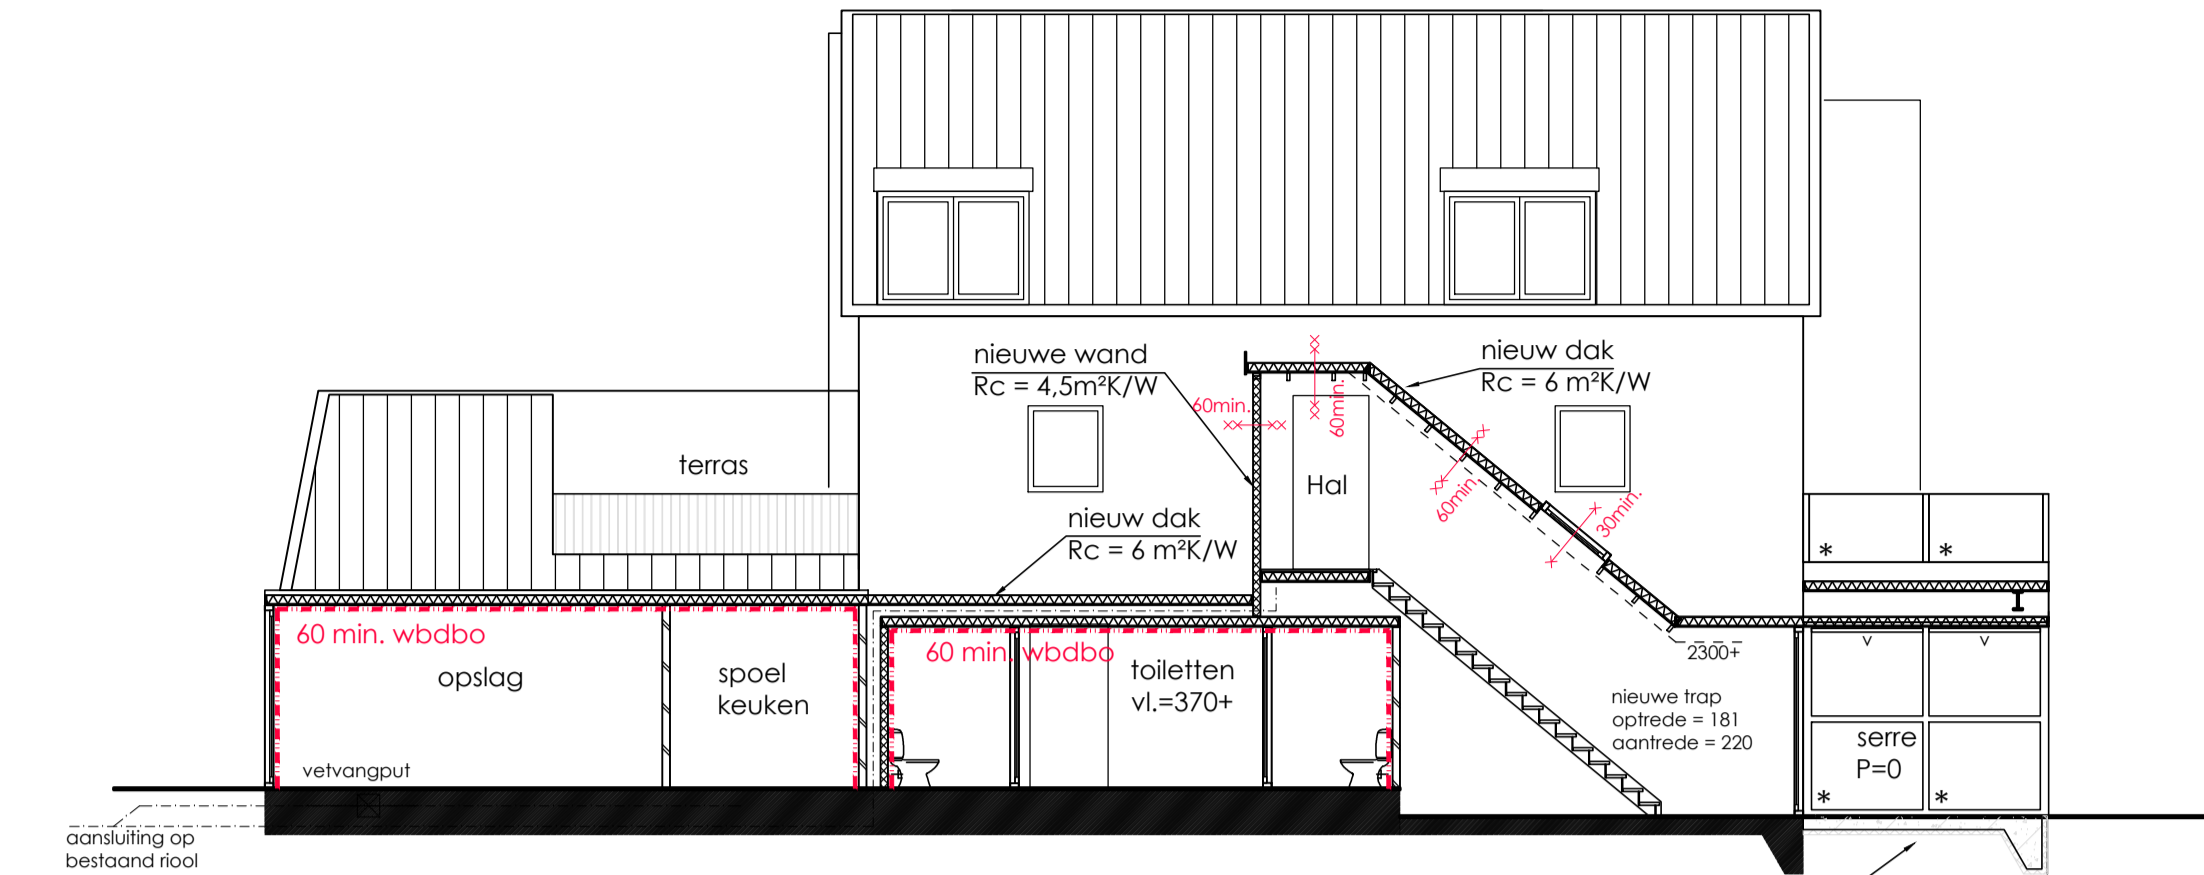 nieuwe wand
Rc = 4,5m²K/W
nieuw dak
Rc = 6 m²K/W
60min.
60min.
terras
Hal
60min.
30min.
nieuw dak
Rc = 6 m²K/W
60 min. wbdbo
opslag
spoel
keuken
60 min. wbdbo
toiletten
vl.=370+
2300+
nieuwe trap
optrede = 181
aantrede = 220
serre
P=0
* *
* *
vetvangput
aansluiting op
bestaand riool